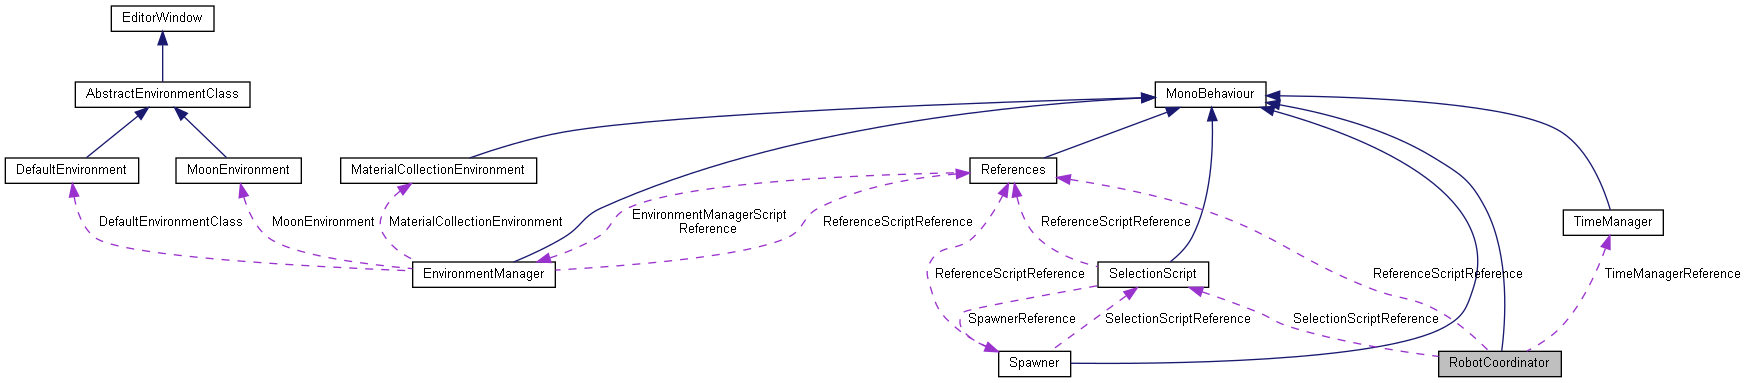 EditorWindow
AbstractEnvironmentClass
MonoBehaviour
DefaultEnvironment
MoonEnvironment
MaterialCollectionEnvironment
References
DefaultEnvironmentClass
MoonEnvironment
MaterialCollectionEnvironment
EnvironmentManagerScript
Reference
ReferenceScriptReference
ReferenceScriptReference
TimeManager
EnvironmentManager
ReferenceScriptReference
SelectionScript
ReferenceScriptReference
TimeManagerReference
SpawnerReference
SelectionScriptReference
SelectionScriptReference
Spawner
RobotCoordinator